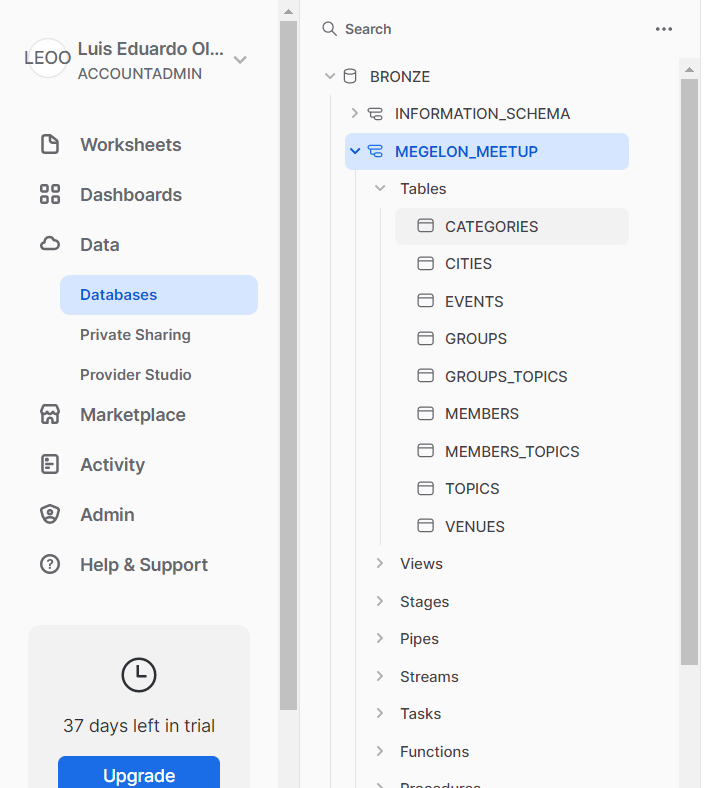 LEOO
Luis Eduardo Ol...
ACCOUNTADMIN
Worksheets
Dashboards
Data
Databases
Private Sharing
Provider Studio
Marketplace
Activity
Admin
Help & Support
37 days left in trial
Upgrade
Search
BRONZE
INFORMATION_SCHEMA
MEGELON_MEETUP
Tables
CATEGORIES
CITIES
EVENTS
GROUPS
GROUPS_TOPICS
MEMBERS
MEMBERS_TOPICS
TOPICS
VENUES
Views
Stages
Pipes
Streams
Tasks
Functions
Procedures